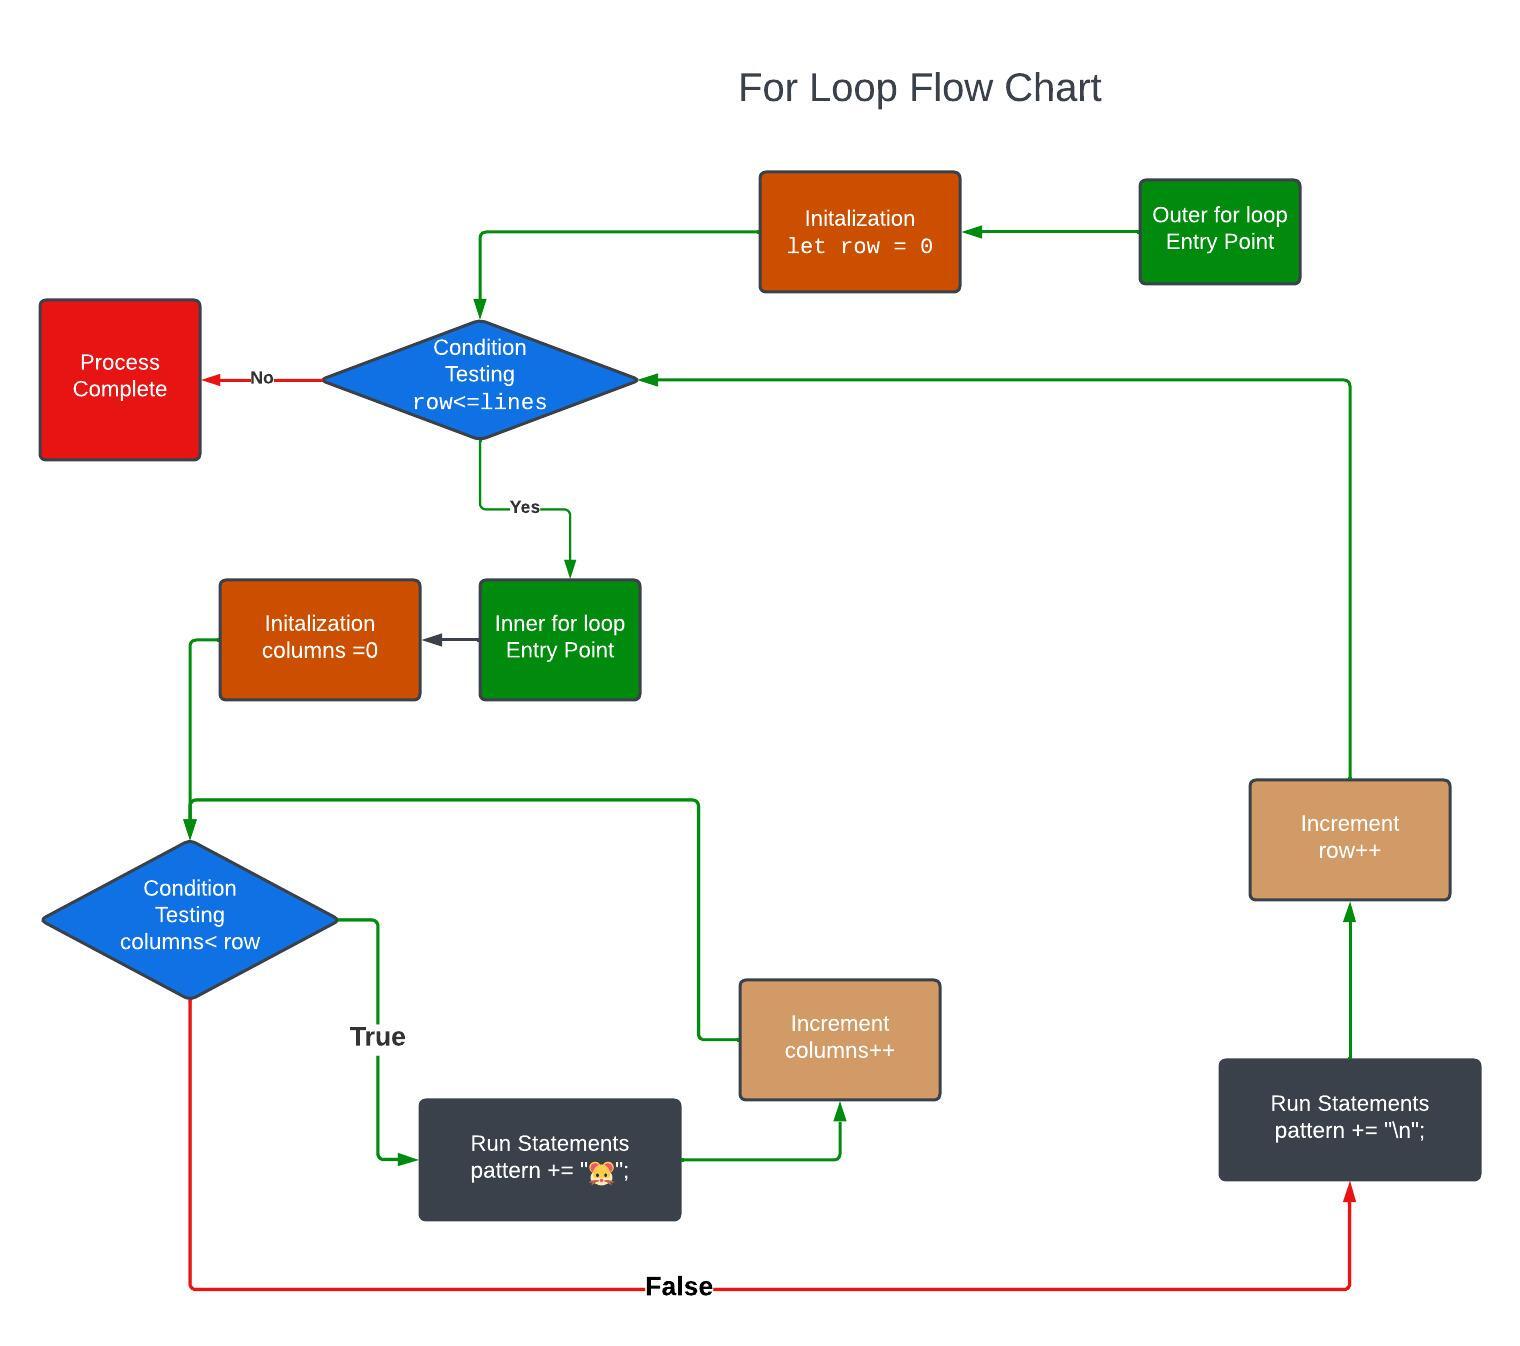 For Loop Flow Chart
Outer for loop
Entry Point
Initalization
let row = 0
Condition
Testing
row<=lines
No
Process
Complete
Yes
Inner for loop
Entry Point
Initalization
columns =0
Condition
Testing
columns< row
True
Run Statements
pattern += "🐹";
Increment
columns++
False
Run Statements
pattern += "\n";
Increment
row++